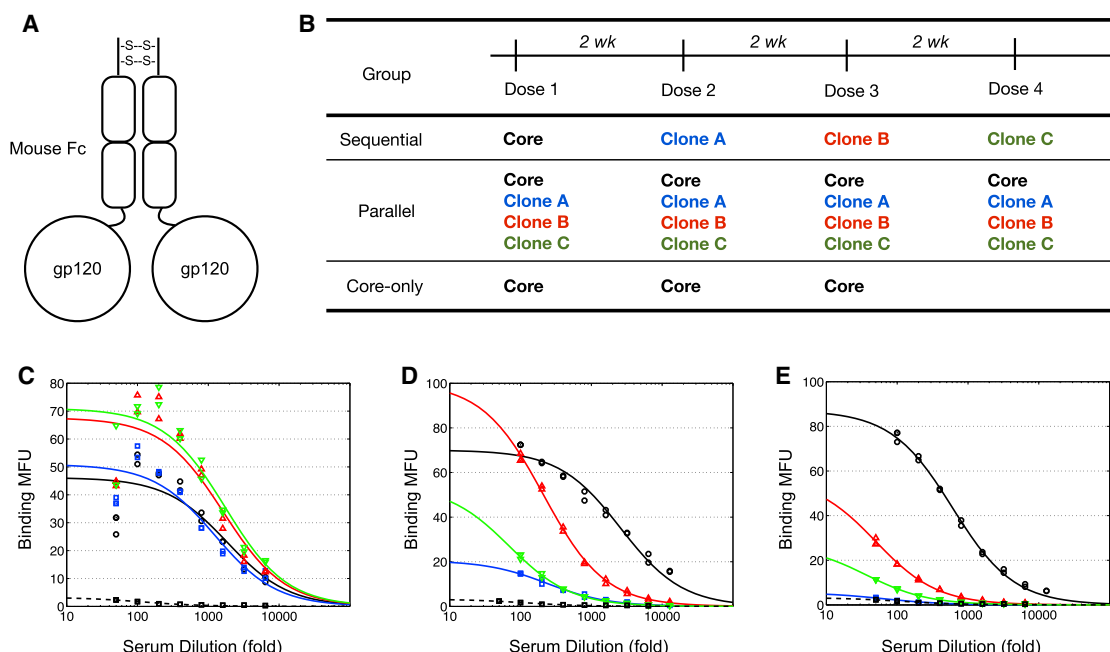 A
-S--S-
-S--S-
Mouse Fc
gp120
gp120
B
Group
2 wk
2 wk
2 wk
Dose 1
Dose 2
Dose 3
Dose 4
Sequential
Core
Clone A
Clone B
Clone C
Parallel
Core
Core
Core
Core
Clone A
Clone A
Clone A
Clone A
Clone B
Clone B
Clone B
Clone B
Clone C
Clone C
Clone C
Clone C
Core-only
Core
Core
Core
C
Binding MFU
80
70
60
50
40
30
20
10
0
10
100
1000
10000
Serum Dilution (fold)
D
Binding MFU
100
80
60
40
20
0
10
100
1000
10000
Serum Dilution (fold)
E
Binding MFU
100
80
60
40
20
0
10
100
1000
10000
Serum Dilution (fold)